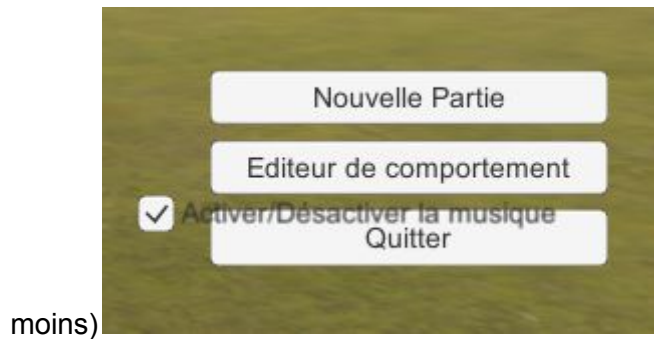 Nouvelle Partie
Editeur de comportement
Activer/Désactiver la musique
Quitter
moins)